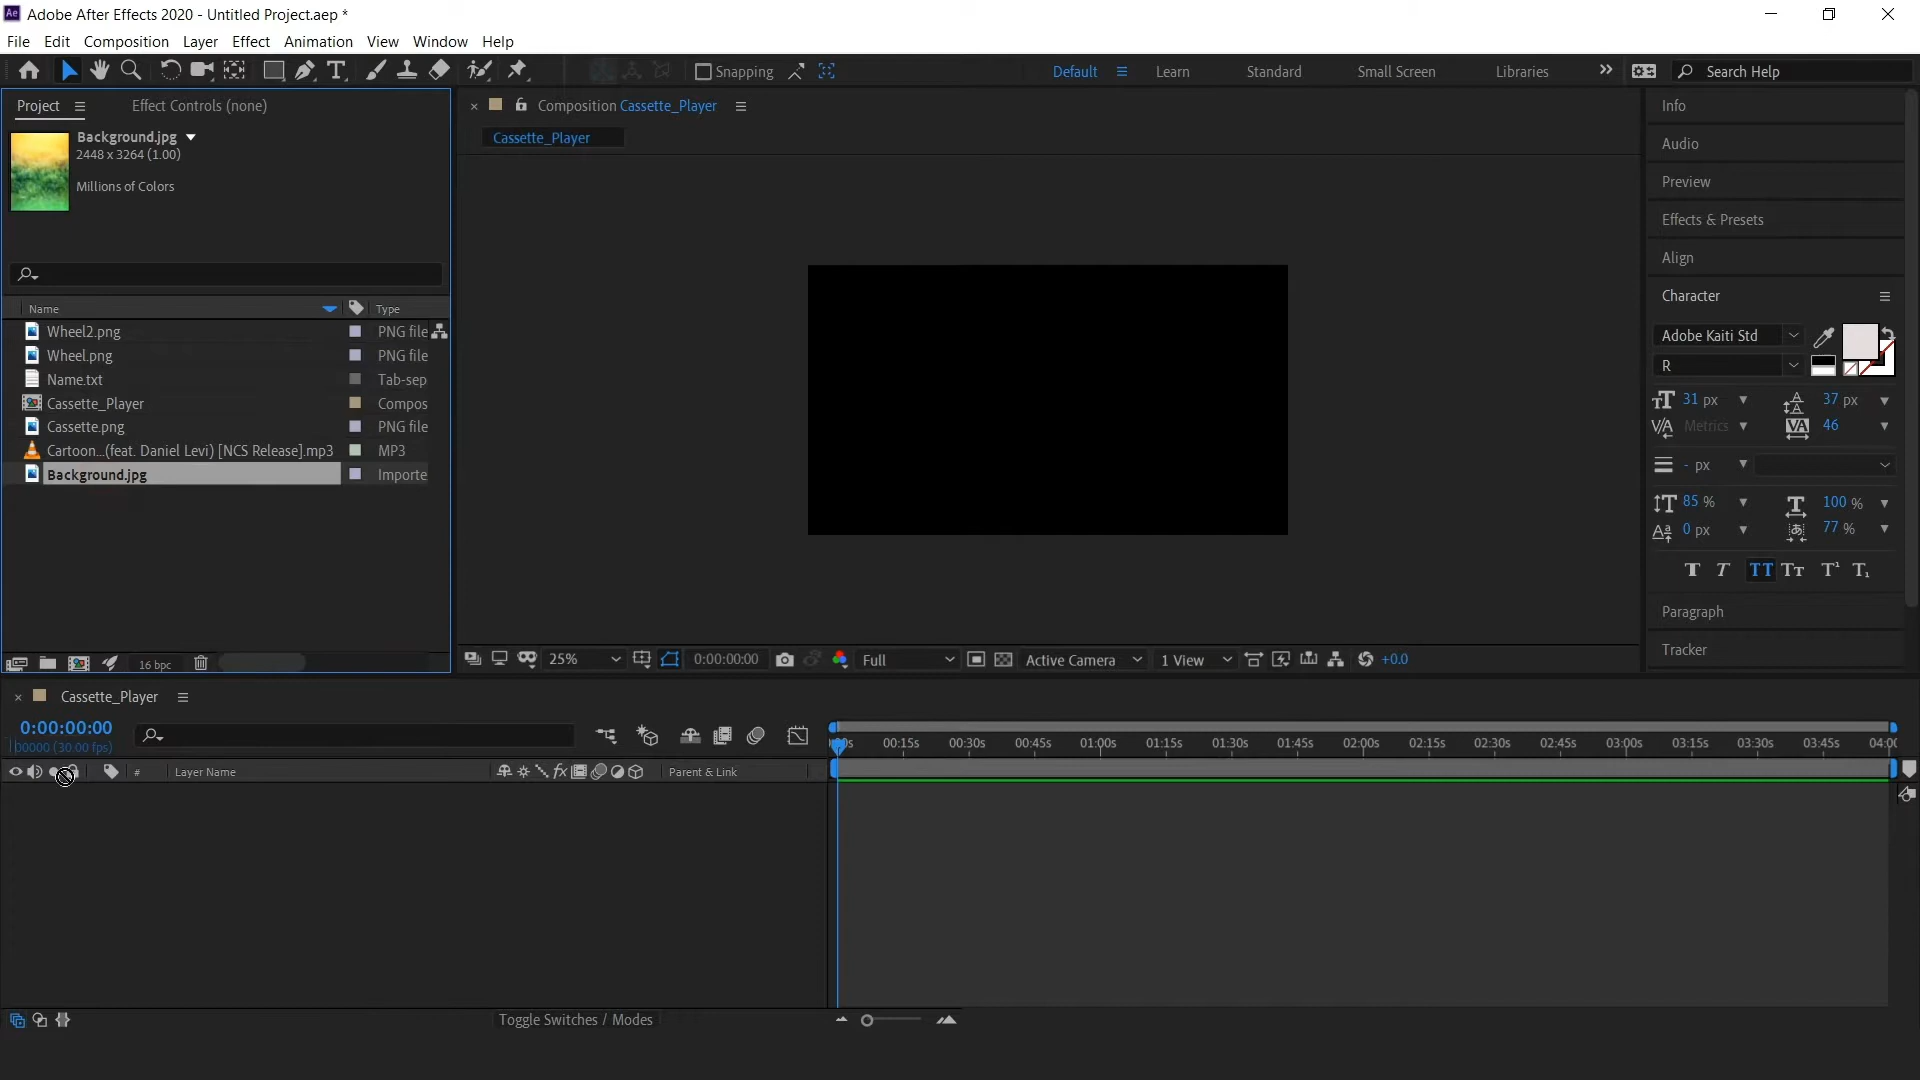 Adobe After Effects 2020 - Untitled Project.aep *
File Edit Composition Layer Effect Animation View Window Help
Snapping Default Learn Standard Small Screen Libraries Search Help
Project Effect Controls (none)
Background.jpg
2448 x 3264 (1.00)
Millions of Colors
Name Type
Wheel2.png PNG file
Wheel.png PNG file
Name.txt Tab-sep
Cassette_Player Compos
Cassette.png PNG file
Cartoon...(feat. Daniel Levi) [NCS Release].mp3 MP3
Background.jpg Importe
16 bpc
Composition Cassette_Player
Cassette_Player
25% 0:00:00:00 Full Active Camera 1 View +0.0
Info
Audio
Preview
Effects & Presets
Align
Character
Adobe Kaiti Std
R
31 px 37 px
Metrics 46
- px
85 % 100 %
0 px 77 %
Paragraph
Tracker
Cassette_Player
0:00:00:00
00000 (30.00 fps)
# Layer Name Parent & Link
00:15s 00:30s 00:45s 01:00s 01:15s 01:30s 01:45s 02:00s 02:15s 02:30s 02:45s 03:00s 03:15s 03:30s 03:45s 04:00
Toggle Switches / Modes